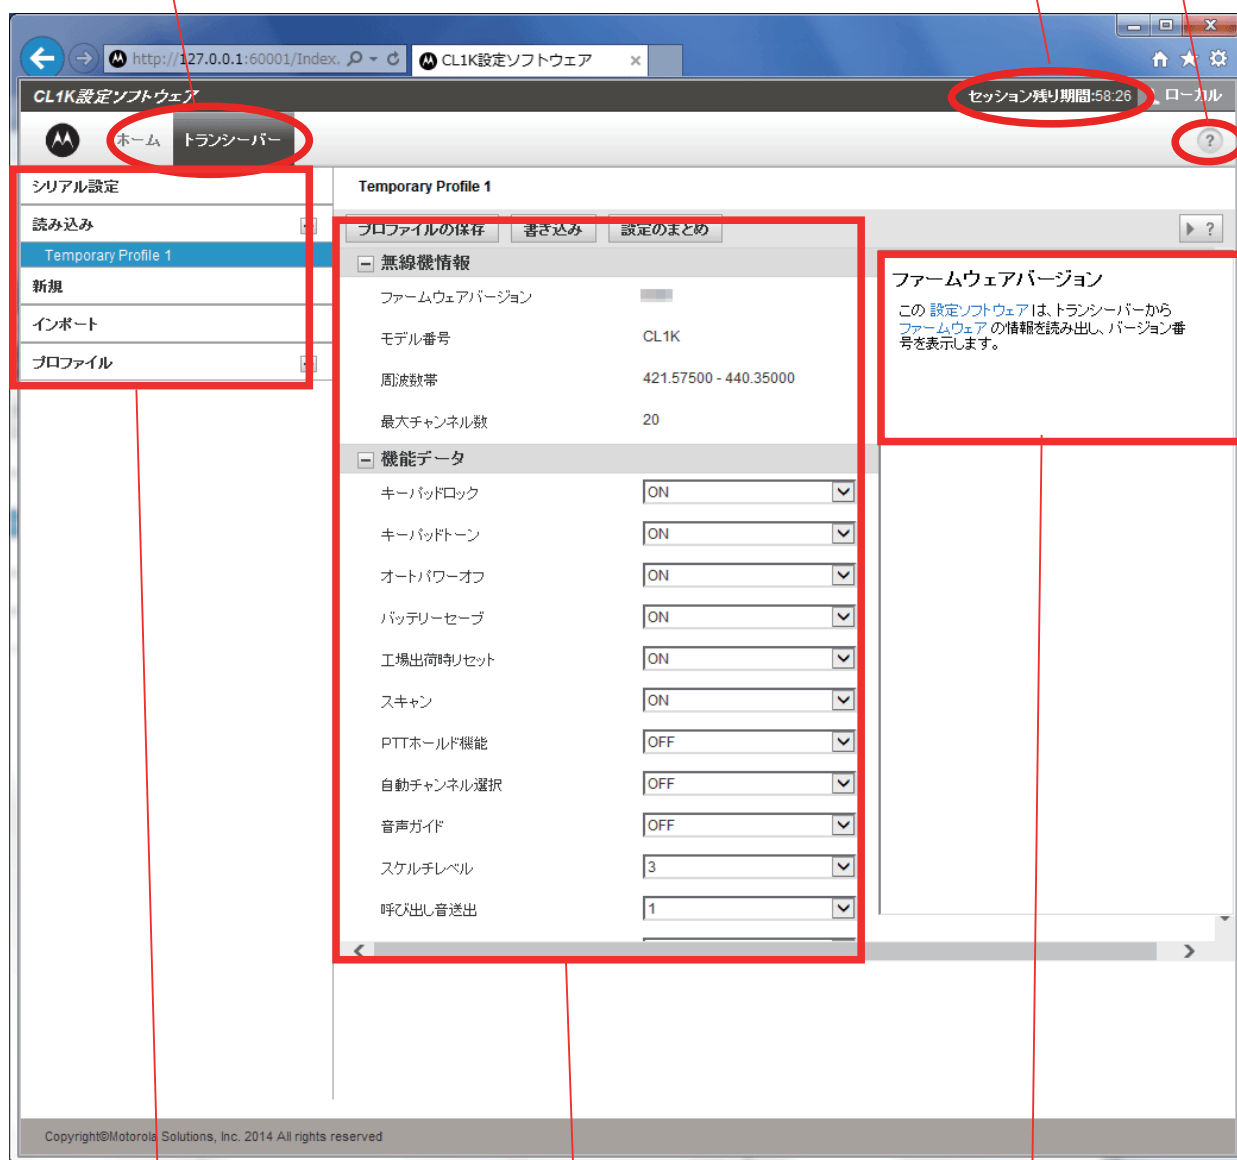 http://127.0.0.1:60001/Index.
CL1K設定ソフトウェア
CL1K設定ソフトウェア
セッション残り期間:58:26
ローカル
ホーム
トランシーバー
?
シリアル設定
読み込み
Temporary Profile 1
新規
インポート
プロファイル
Temporary Profile 1
プロファイルの保存
書き込み
設定のまとめ
?
無線機情報
ファームウェアバージョン
モデル番号 CL1K
周波数帯 421.57500 - 440.35000
最大チャンネル数 20
機能データ
キーパッドロック ON
キーパッドトーン ON
オートパワーオフ ON
バッテリーセーブ ON
工場出荷時リセット ON
スキャン ON
PTTホールド機能 OFF
自動チャンネル選択 OFF
音声ガイド OFF
スケルチレベル 3
呼び出し音送出 1
ファームウェアバージョン
この 設定ソフトウェアは、トランシーバーから
ファームウェア の情報を読み出し、バージョン番
号を表示します。
Copyright©Motorola Solutions, Inc. 2014 All rights reserved